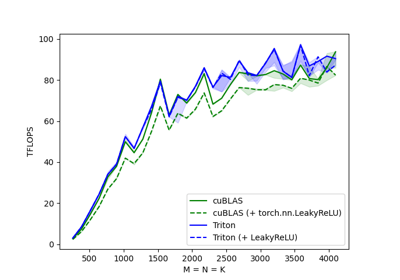 100
80
60
40
20
0
TFLOPS
500
1000
1500
2000
2500
3000
3500
4000
M = N = K
cuBLAS
cuBLAS (+ torch.nn.LeakyReLU)
Triton
Triton (+ LeakyReLU)